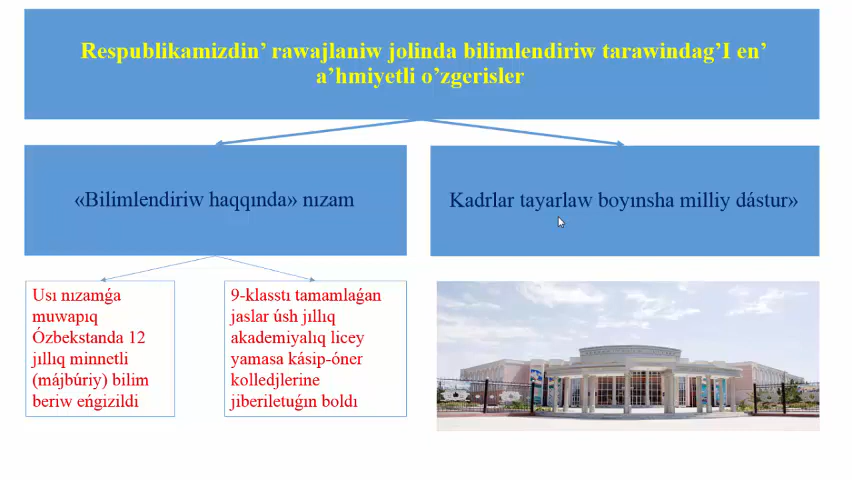 Respublikamizdin’ rawajlaniw jolinda bilimlendiriw tarawindag’I en’
a’hmiyetli o’zgerisler
«Bilimlendiriw haqqında» nızam
Kadrlar tayarlaw boyınsha milliy dástur»
Usı nızamǵa
muwapıq
Ózbekstanda 12
jıllıq minnetli
(májbúriy) bilim
beriw eńgizildi
9-klasstı tamamlaǵan
jaslar úsh jıllıq
akademiyalıq licey
yamasa kásip-óner
kolledjlerine
jiberiletuǵın boldı